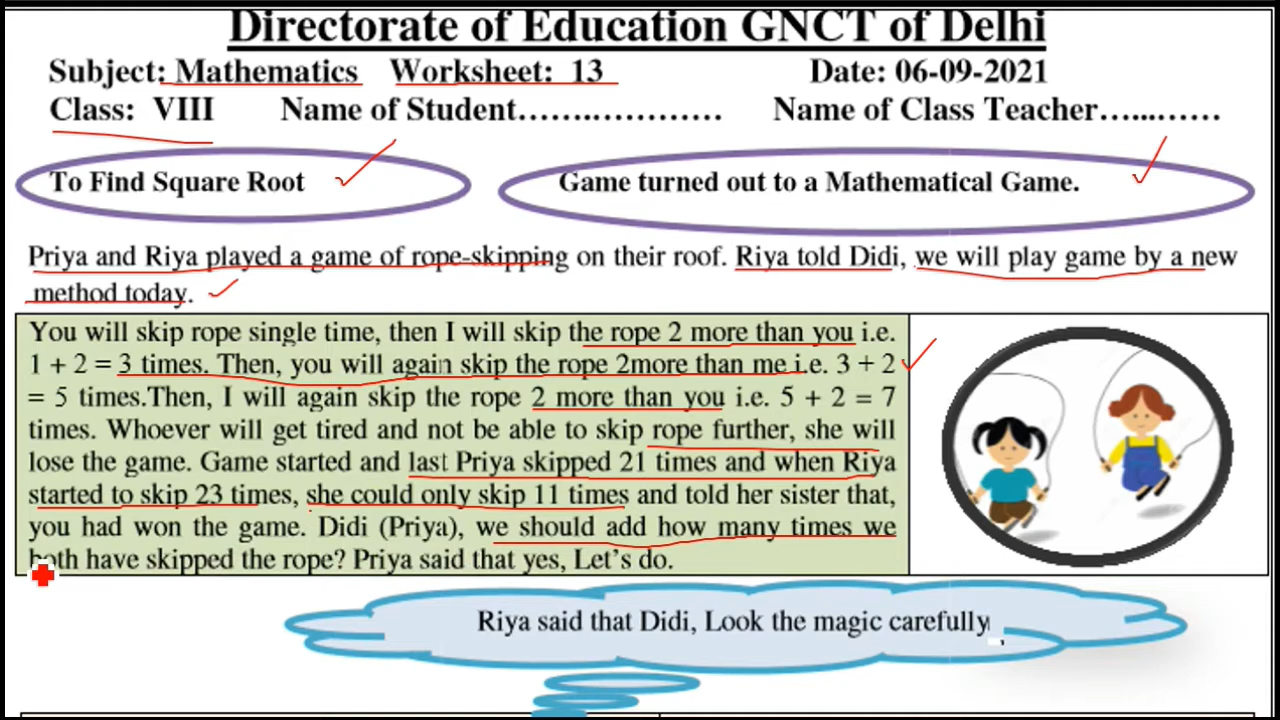 Directorate of Education GNCT of Delhi
Subject: Mathematics Worksheet: 13 Date: 06-09-2021
Class: VIII Name of Student………………… Name of Class Teacher…...……
To Find Square Root
Game turned out to a Mathematical Game.
Priya and Riya played a game of rope-skipping on their roof. Riya told Didi, we will play game by a new
method today.
You will skip rope single time, then I will skip the rope 2 more than you i.e.
1 + 2 = 3 times. Then, you will again skip the rope 2more than me i.e. 3 + 2
= 5 times.Then, I will again skip the rope 2 more than you i.e. 5 + 2 = 7
times. Whoever will get tired and not be able to skip rope further, she will
lose the game. Game started and last Priya skipped 21 times and when Riya
started to skip 23 times, she could only skip 11 times and told her sister that,
you had won the game. Didi (Priya), we should add how many times we
both have skipped the rope? Priya said that yes, Let's do.
Riya said that Didi, Look the magic carefully,